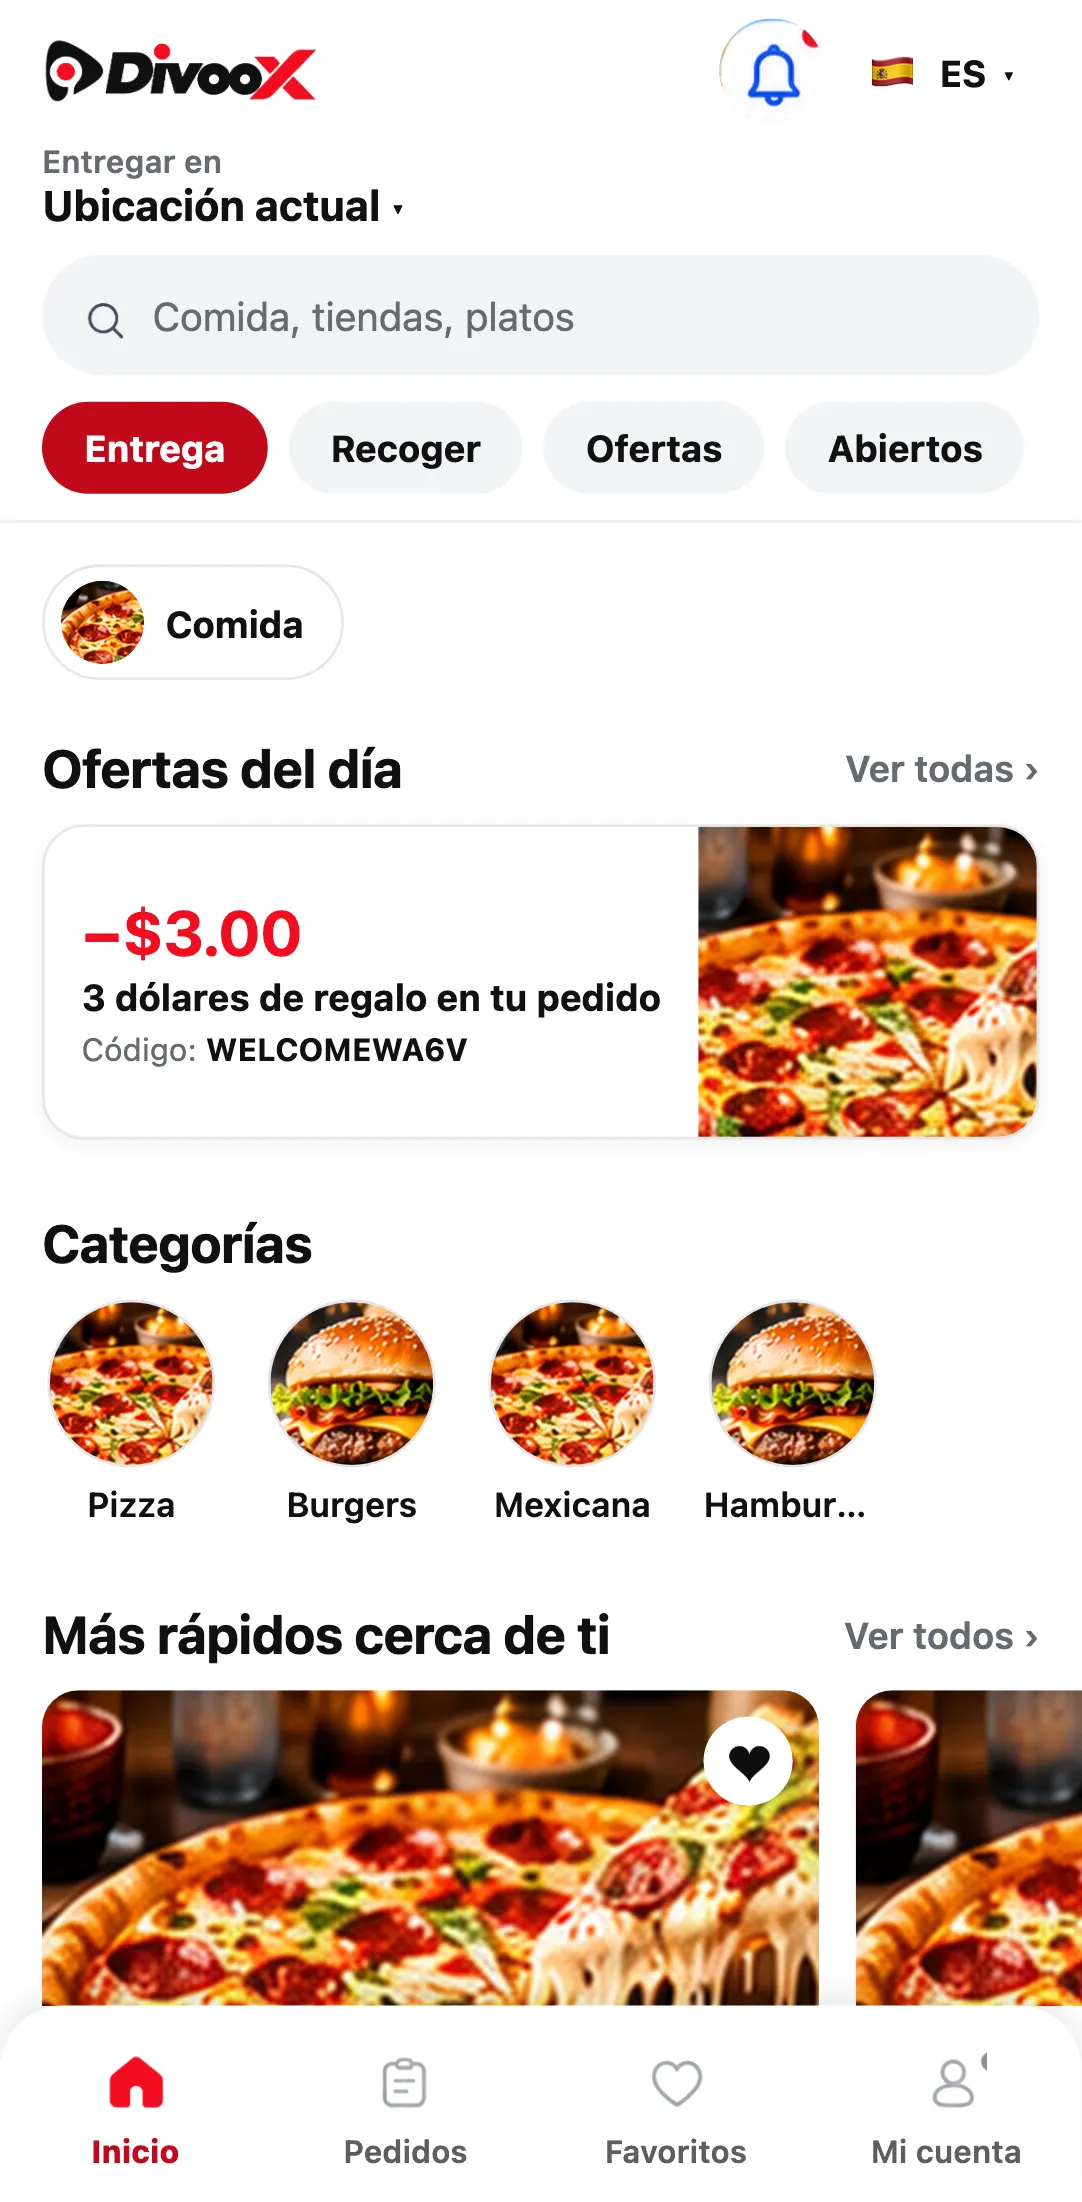 DivooX
ES
Entregar en
Ubicación actual
Comida, tiendas, platos
Entrega
Recoger
Ofertas
Abiertos
Comida
Ofertas del día
Ver todas ›
–$3.00
3 dólares de regalo en tu pedido
Código: WELCOMEWA6V
Categorías
Pizza
Burgers
Mexicana
Hambur...
Más rápidos cerca de ti
Ver todos ›
Inicio
Pedidos
Favoritos
Mi cuenta